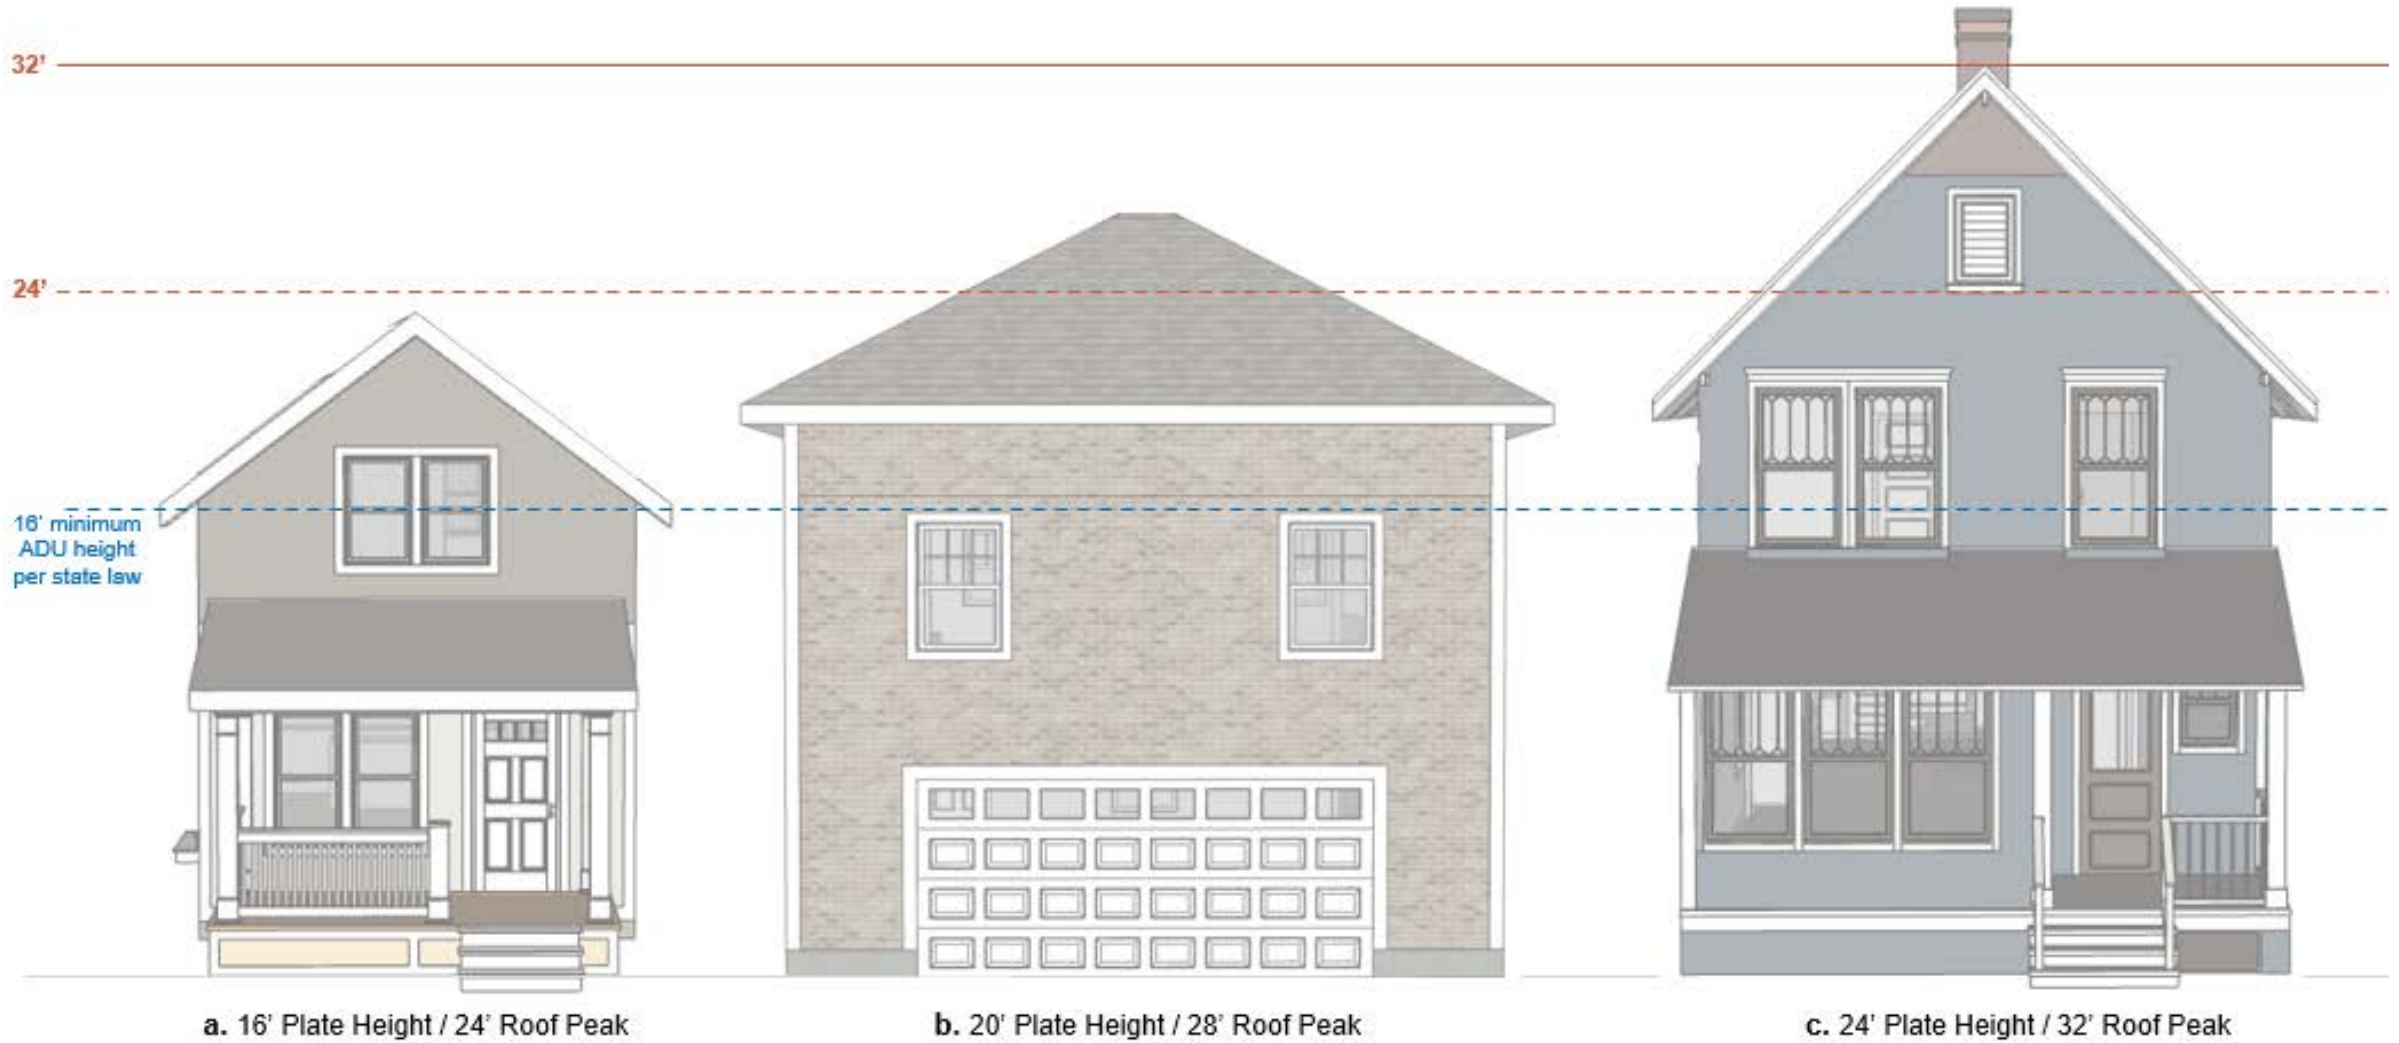 32'
24'
16' minimum
ADU height
per state law
a. 16' Plate Height / 24' Roof Peak
b. 20' Plate Height / 28' Roof Peak
c. 24' Plate Height / 32' Roof Peak